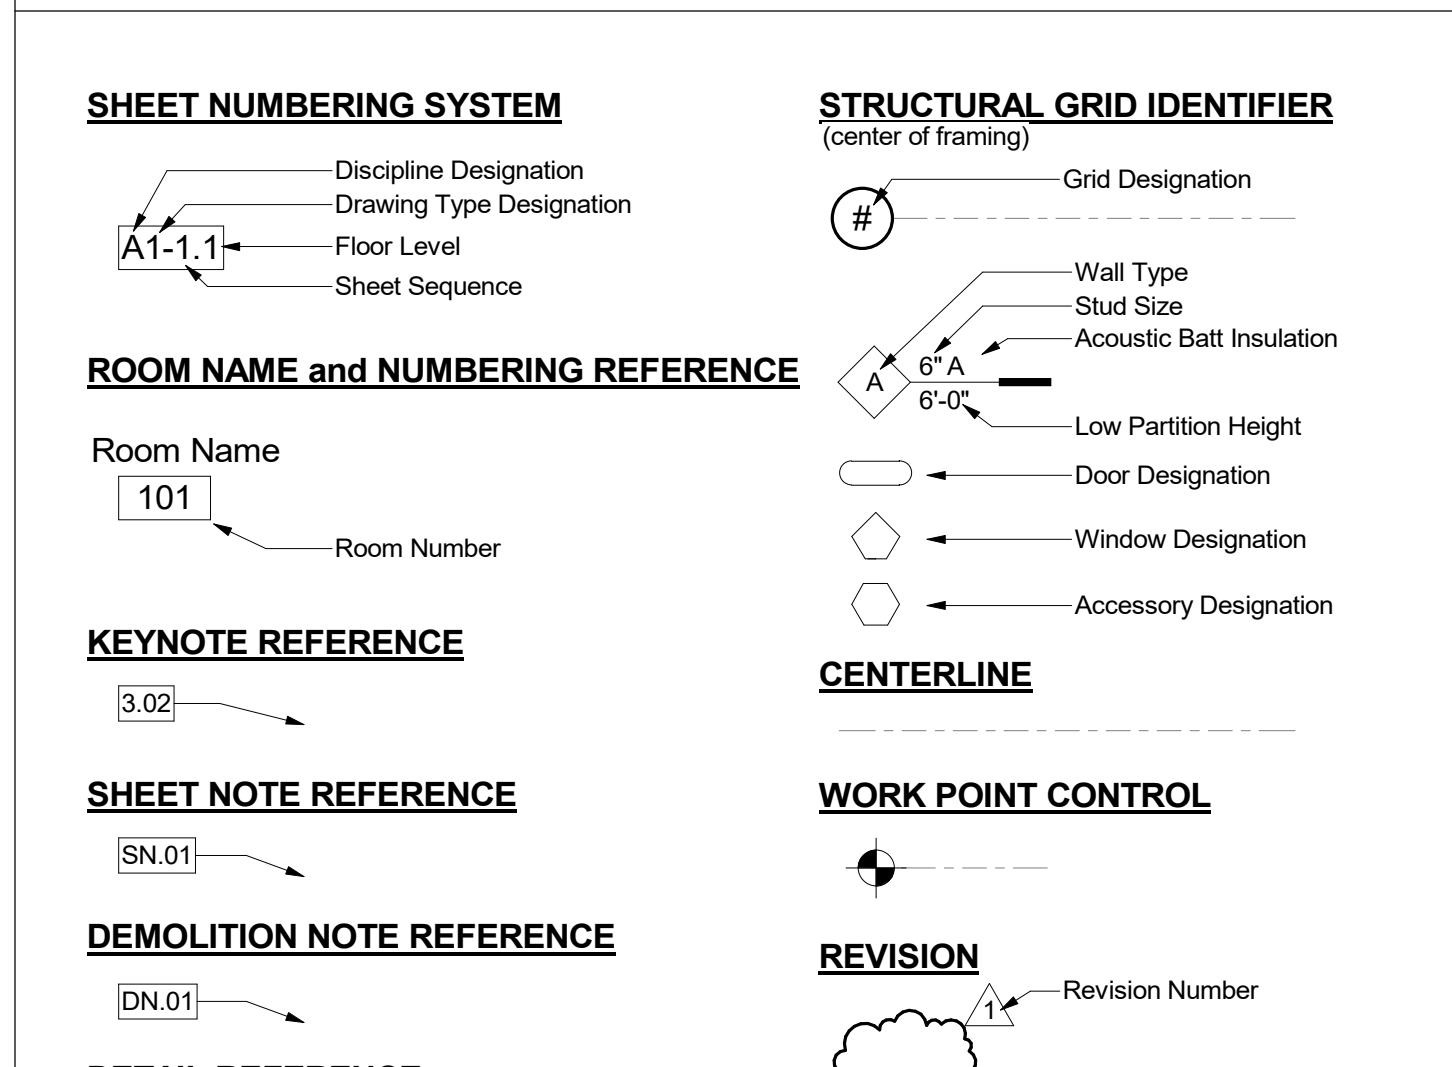 SHEET NUMBERING SYSTEM
Discipline Designation
Drawing Type Designation
A1-1.1
Floor Level
Sheet Sequence
ROOM NAME and NUMBERING REFERENCE
Room Name
101
Room Number
KEYNOTE REFERENCE
3.02
SHEET NOTE REFERENCE
SN.01
DEMOLITION NOTE REFERENCE
DN.01
DETAIL REFERENCE
STRUCTURAL GRID IDENTIFIER
(center of framing)
Grid Designation
#
Wall Type
Stud Size
Acoustic Batt Insulation
6" A
A
6'-0"
Low Partition Height
Door Designation
Window Designation
Accessory Designation
CENTERLINE
WORK POINT CONTROL
REVISION
Revision Number
1